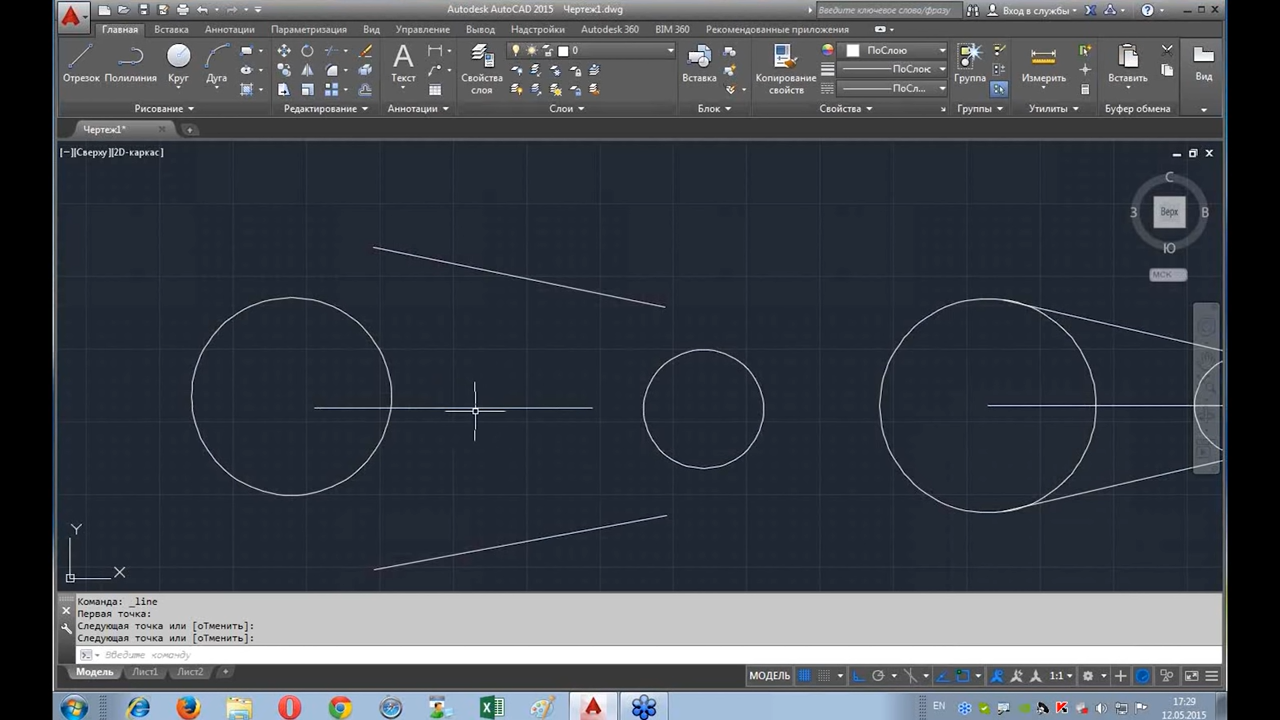 Autodesk AutoCAD 2015 Чертеж1.dwg
Введите ключевое слово/фразу
Вход в службы
Главная Вставка Аннотации Параметризация Вид Управление Вывод Надстройки Autodesk 360 BIM 360 Рекомендованные приложения
0
ПоСлою
ПоСлою
ПоСл...
Отрезок Полилиния Круг Дуга Текст Свойства слоя Вставка Копирование свойств Группа Измерить Вставить Вид
Рисование Редактирование Аннотации Слои Блок Свойства Группы Утилиты Буфер обмена
Чертеж1*
[−][Сверху][2D-каркас]
С
З Верх В
Ю
МСК
Y
X
Команда: _line
Первая точка:
Следующая точка или [оТменить]:
Следующая точка или [оТменить]:
Введите команду
Модель Лист1 Лист2 +
МОДЕЛЬ 1:1
EN
17:29
12.05.2015